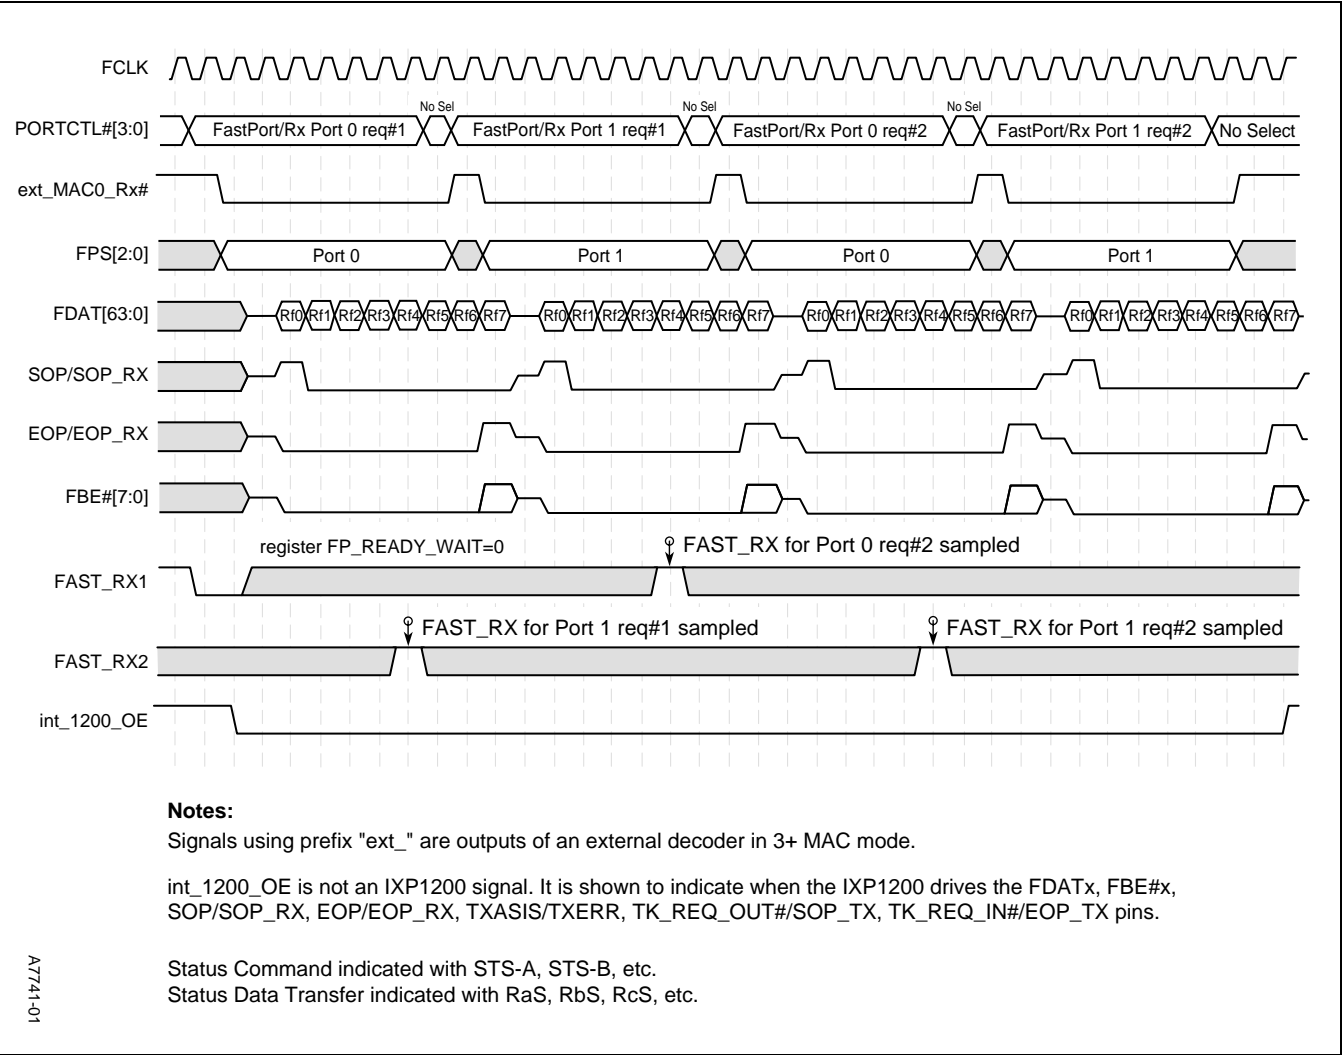 FCLK
No Sel No Sel No Sel
PORTCTL#[3:0] FastPort/Rx Port 0 req#1 FastPort/Rx Port 1 req#1 FastPort/Rx Port 0 req#2 FastPort/Rx Port 1 req#2 No Select
ext_MAC0_Rx#
FPS[2:0] Port 0 Port 1 Port 0 Port 1
FDAT[63:0] Rf0 Rf1 Rf2 Rf3 Rf4 Rf5 Rf6 Rf7 Rf0 Rf1 Rf2 Rf3 Rf4 Rf5 Rf6 Rf7 Rf0 Rf1 Rf2 Rf3 Rf4 Rf5 Rf6 Rf7 Rf0 Rf1 Rf2 Rf3 Rf4 Rf5 Rf6 Rf7
SOP/SOP_RX
EOP/EOP_RX
FBE#[7:0]
register FP_READY_WAIT=0 FAST_RX for Port 0 req#2 sampled
FAST_RX1
FAST_RX for Port 1 req#1 sampled FAST_RX for Port 1 req#2 sampled
FAST_RX2
int_1200_OE
Notes:
Signals using prefix "ext_" are outputs of an external decoder in 3+ MAC mode.
int_1200_OE is not an IXP1200 signal. It is shown to indicate when the IXP1200 drives the FDATx, FBE#x,
SOP/SOP_RX, EOP/EOP_RX, TXASIS/TXERR, TK_REQ_OUT#/SOP_TX, TK_REQ_IN#/EOP_TX pins.
Status Command indicated with STS-A, STS-B, etc.
Status Data Transfer indicated with RaS, RbS, RcS, etc.
A7741-01